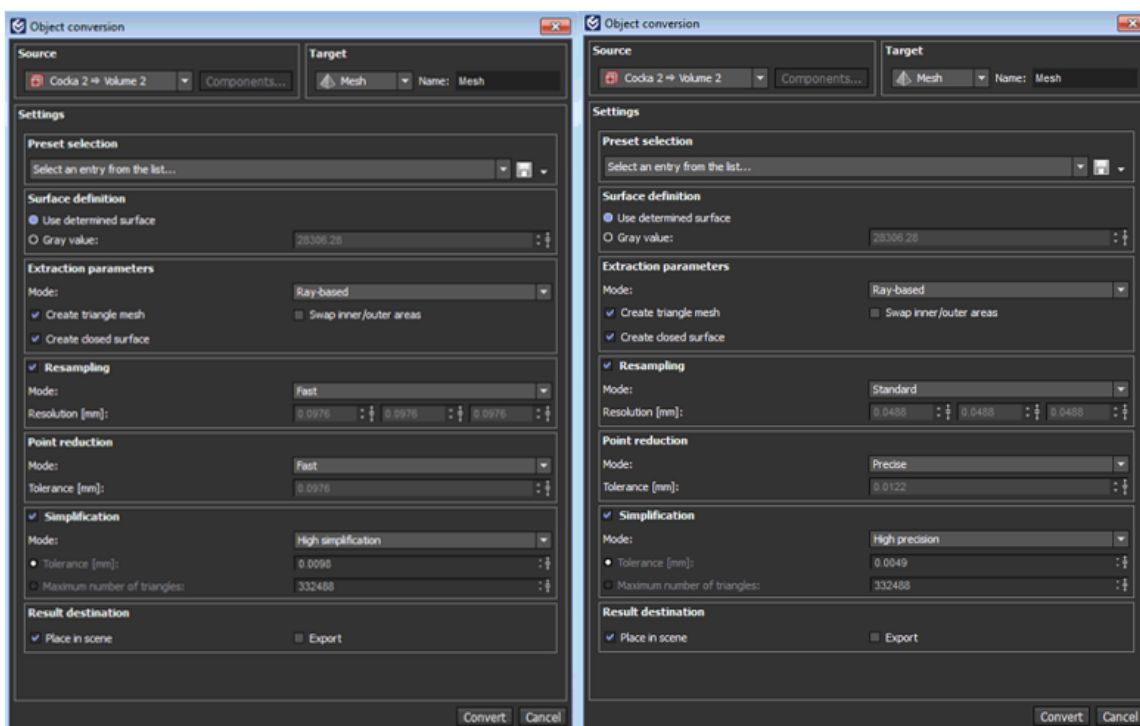 Object conversion
Source
Target
Cocka 2 ⇒ Volume 2
Components...
Mesh
Name: Mesh
Settings
Preset selection
Select an entry from the list...
Surface definition
Use determined surface
Gray value:
28306.28
Extraction parameters
Mode:
Ray-based
Create triangle mesh
Swap inner/outer areas
Create closed surface
Resampling
Mode:
Fast
Resolution [mm]:
0.0976
0.0976
0.0976
Point reduction
Mode:
Fast
Tolerance [mm]:
0.0976
Simplification
Mode:
High simplification
Tolerance [mm]:
0.0098
Maximum number of triangles:
332488
Result destination
Place in scene
Export
Convert
Cancel
Object conversion
Source
Target
Cocka 2 ⇒ Volume 2
Components...
Mesh
Name: Mesh
Settings
Preset selection
Select an entry from the list...
Surface definition
Use determined surface
Gray value:
28306.28
Extraction parameters
Mode:
Ray-based
Create triangle mesh
Swap inner/outer areas
Create closed surface
Resampling
Mode:
Standard
Resolution [mm]:
0.0488
0.0488
0.0488
Point reduction
Mode:
Precise
Tolerance [mm]:
0.0122
Simplification
Mode:
High precision
Tolerance [mm]:
0.0049
Maximum number of triangles:
332488
Result destination
Place in scene
Export
Convert
Cancel